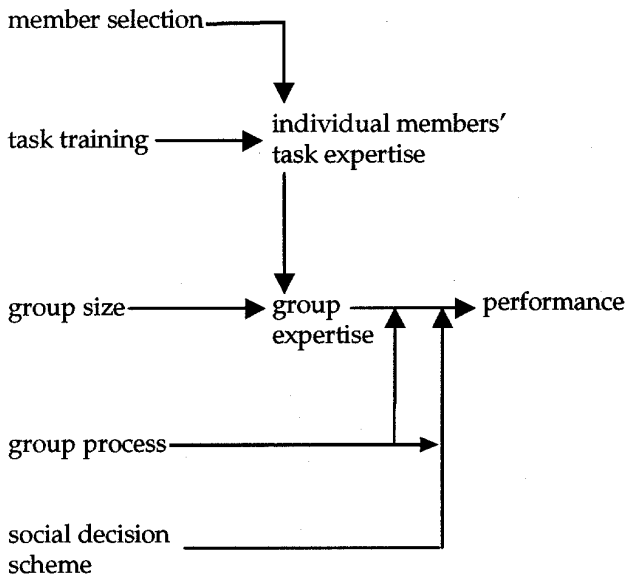 member selection
task training
individual members'
task expertise
group size
group
expertise
performance
group process
social decision
scheme